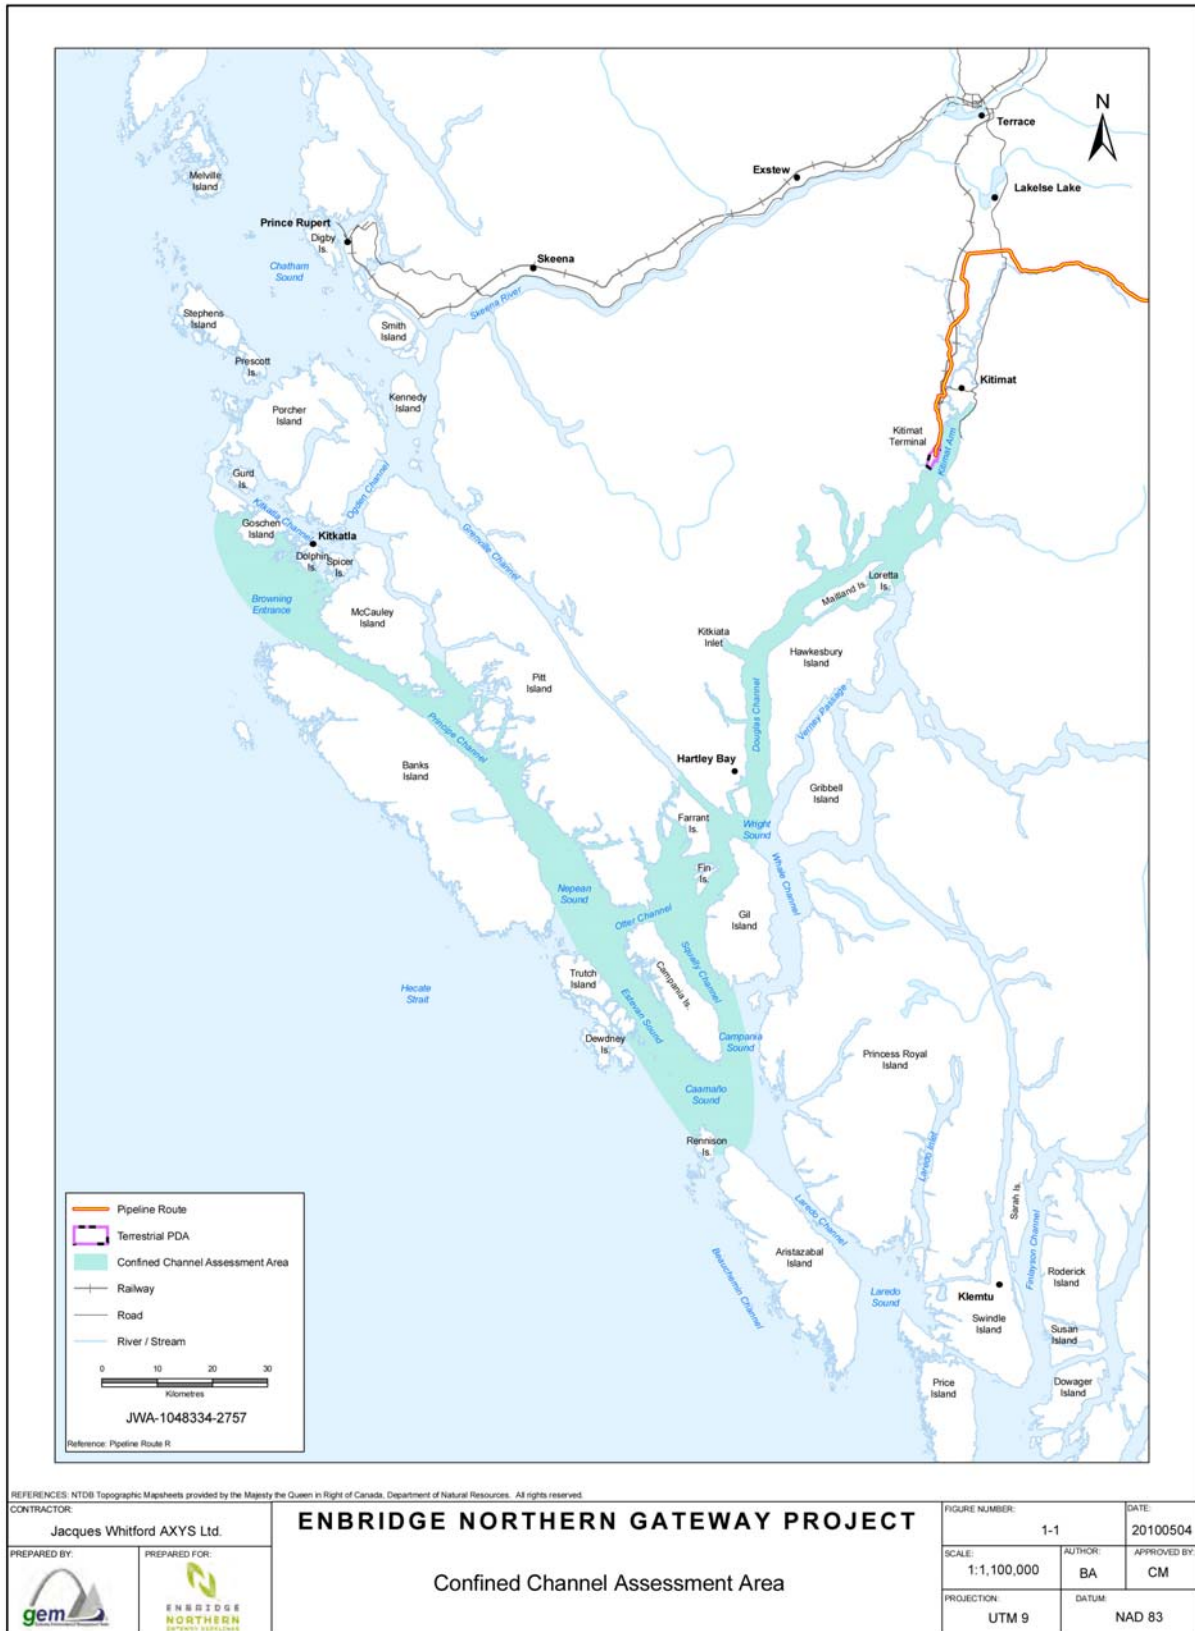 N
Terrace
Exstew
Lakelse Lake
Melville
Island
Prince Rupert
Digby
Is.
Skeena
Chatham
Sound
Skeena River
Stephens
Island
Smith
Island
Prescott
Is.
Kennedy
Island
Kitimat
Porcher
Island
Kitimat
Terminal
Kitimat Arm
Gurd
Is.
Ogden Channel
Kitkatla Channel
Goschen
Island
Kitkatla
Dolphin
Is.
Spicer
Is.
Grenville Channel
Loretta
Is.
Maitland Is.
Browning
Entrance
McCauley
Island
Kitkiata
Inlet
Hawkesbury
Island
Pitt
Island
Douglas Channel
Verney Passage
Principe Channel
Banks
Island
Hartley Bay
Gribbell
Island
Farrant
Is.
Wright
Sound
Fin
Is.
Whale Channel
Nepean
Sound
Otter Channel
Gil
Island
Trutch
Island
Campania Is.
Squally Channel
Hecate
Strait
Estevan Sound
Dewdney
Is.
Campania
Sound
Princess Royal
Island
Caamaño
Sound
Rennison
Is.
Laredo Inlet
Sarah Is.
Laredo Channel
Finlayson Channel
Aristazabal
Island
Beauchemin Channel
Roderick
Island
Laredo
Sound
Klemtu
Swindle
Island
Susan
Island
Price
Island
Dowager
Island
Pipeline Route
Terrestrial PDA
Confined Channel Assessment Area
Railway
Road
River / Stream
0 10 20 30
Kilometres
JWA-1048334-2757
Reference: Pipeline Route R
REFERENCES: NTDB Topographic Mapsheets provided by the Majesty the Queen in Right of Canada, Department of Natural Resources. All rights reserved.
CONTRACTOR:
Jacques Whitford AXYS Ltd.
PREPARED BY:
gem
PREPARED FOR:
ENBRIDGE
NORTHERN
ENBRIDGE NORTHERN GATEWAY PROJECT
Confined Channel Assessment Area
FIGURE NUMBER:
1-1
DATE:
20100504
SCALE:
1:1,100,000
AUTHOR:
BA
APPROVED BY:
CM
PROJECTION:
UTM 9
DATUM:
NAD 83